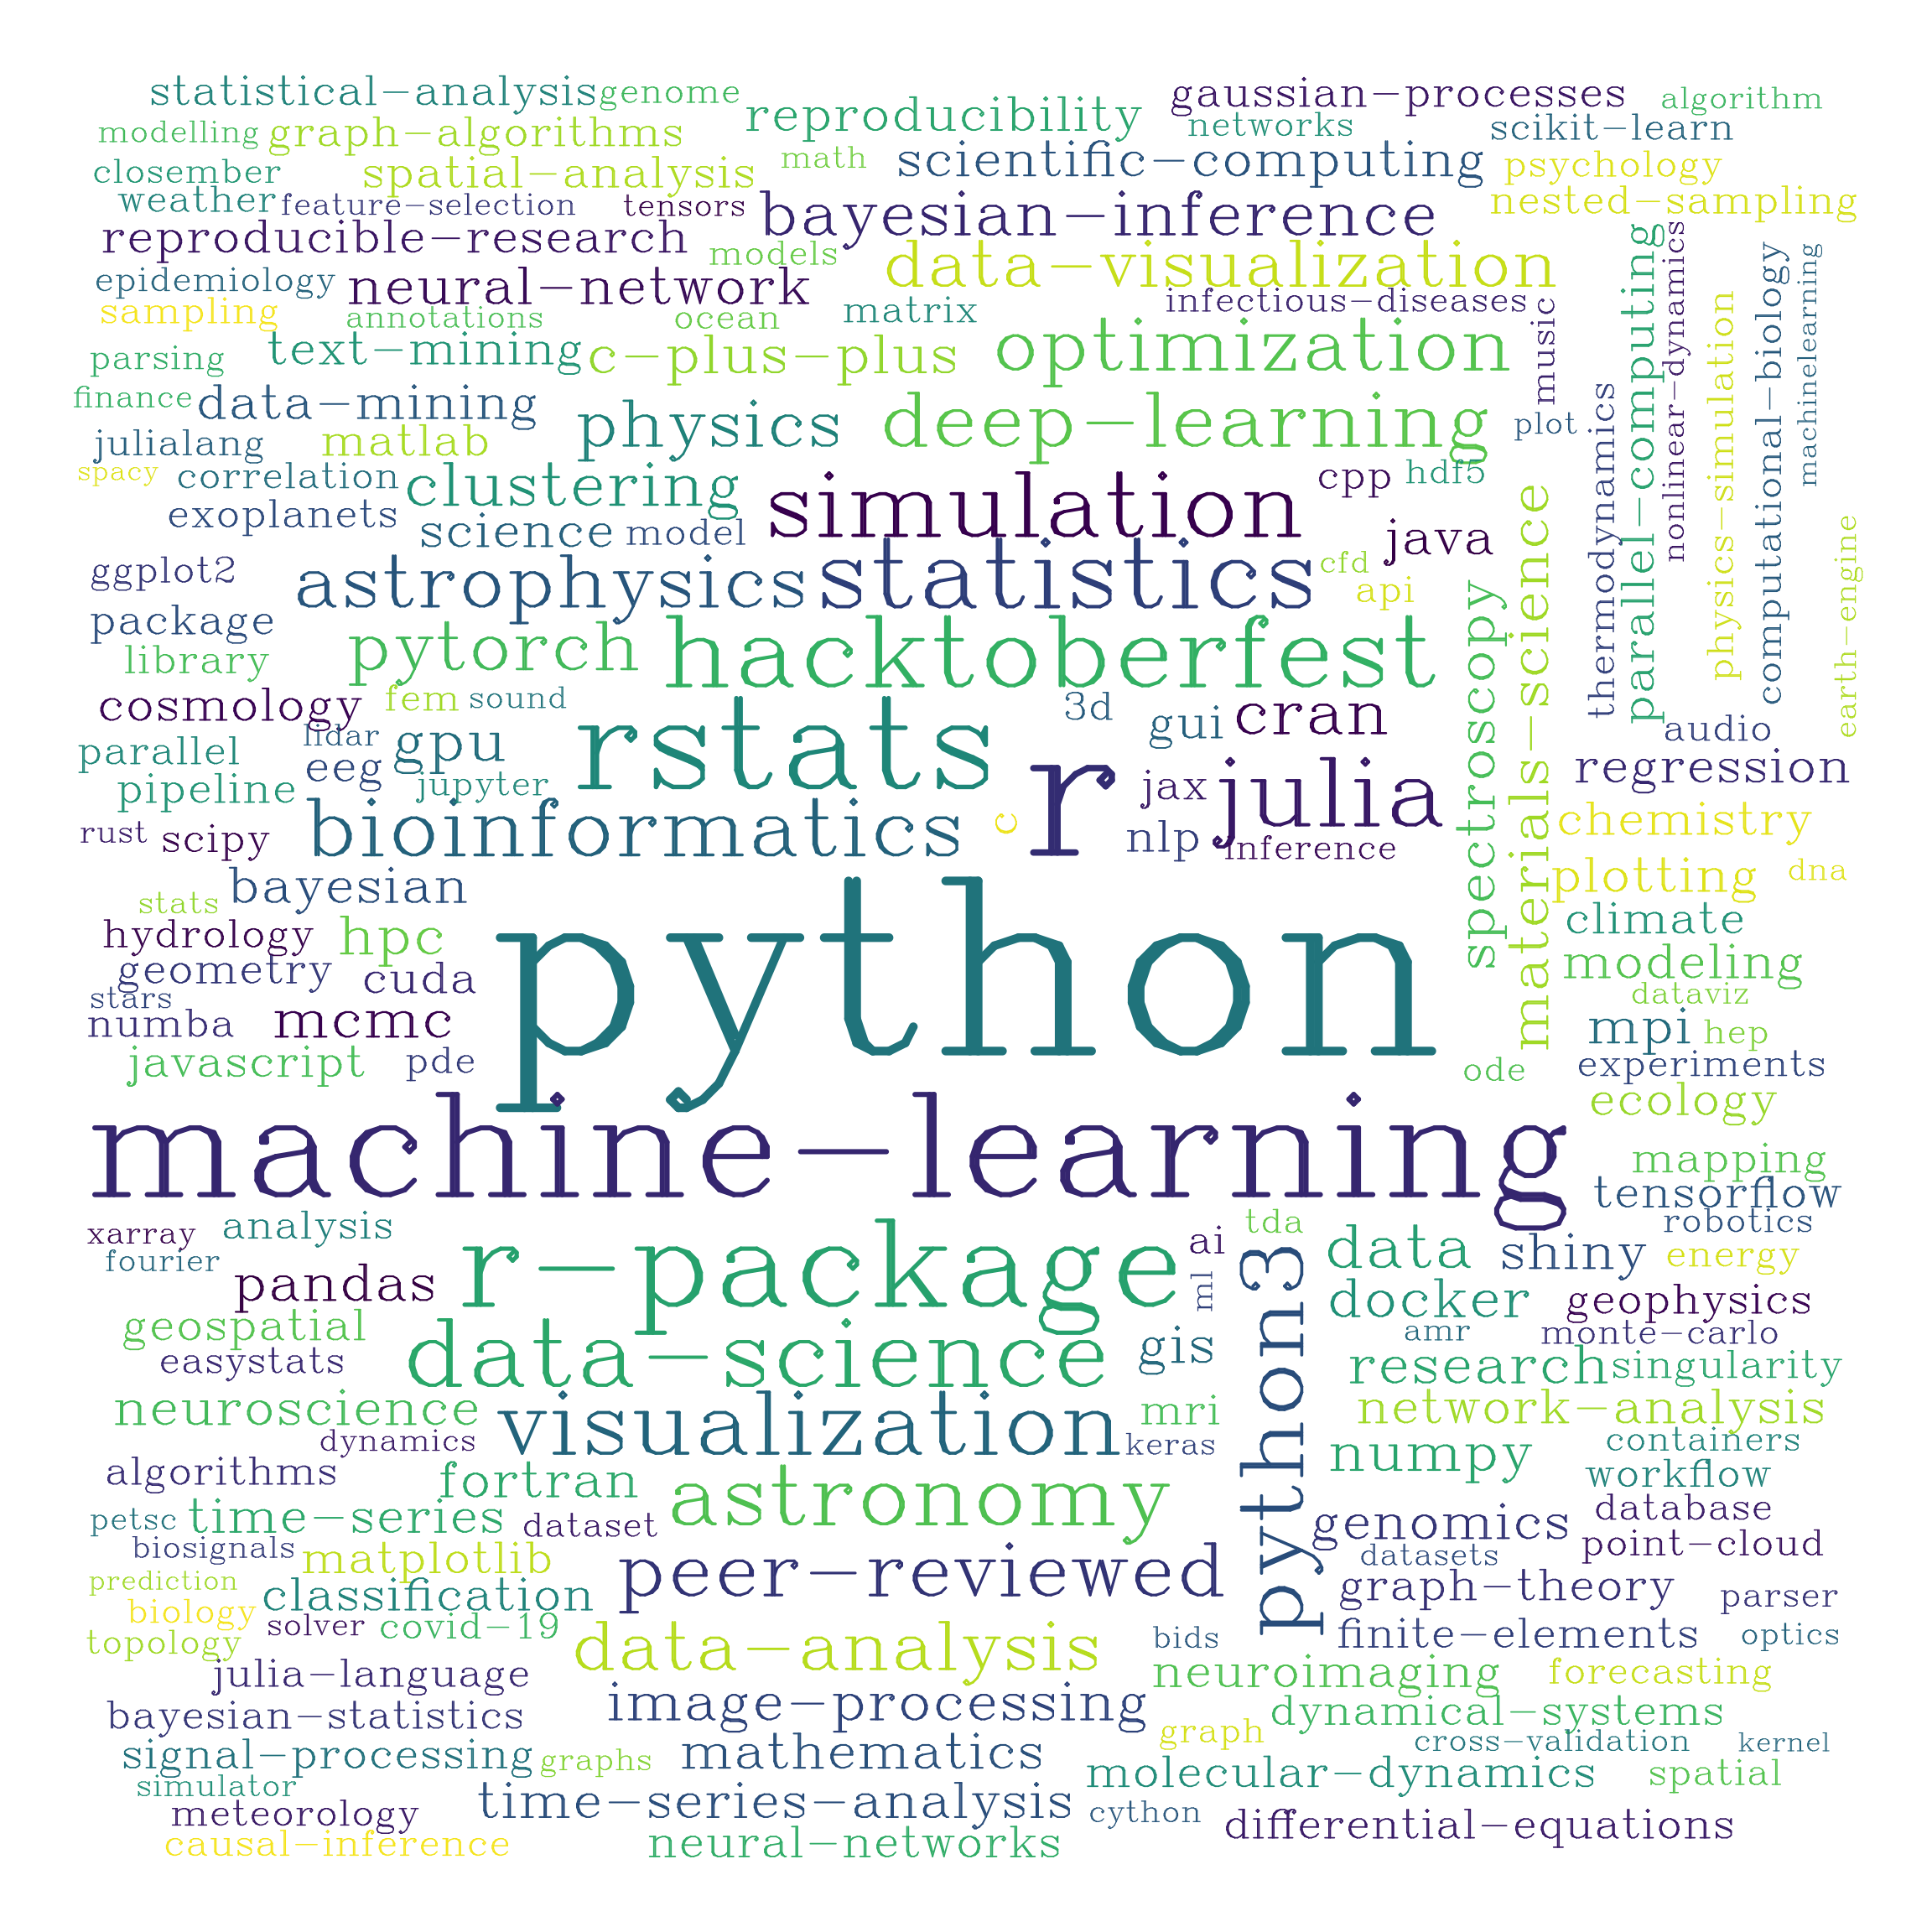 statistical-analysis genome reproducibility gaussian-processes algorithm
modelling graph-algorithms networks scikit-learn
closember spatial-analysis math scientific-computing psychology
weather feature-selection tensors bayesian-inference nested-sampling
reproducible-research models data-visualization
epidemiology neural-network infectious-diseases
sampling annotations ocean matrix optimization music
parsing text-mining c-plus-plus
finance data-mining physics deep-learning plot
julialang matlab
spacy correlation clustering simulation cpp hdf5
exoplanets science model java
ggplot2 astrophysics statistics cfd api
package pytorch hacktoberfest
library
thermodynamics
parallel-computing
nonlinear-dynamics
physics-simulation
computational-biology
machinelearning
earth-engine
spectroscopy
materials-science
cosmology fem sound rstats 3d gui cran audio
parallel lidar gpu r jax julia regression
pipeline eeg jupyter
rust scipy bioinformatics c nlp inference chemistry
stats bayesian plotting dna
hydrology hpc python climate
geometry cuda modeling
stars dataviz
numba mcmc mpi hep
javascript pde ode experiments
ecology
machine-learning mapping
tensorflow
xarray analysis r-package ai tda data shiny robotics
fourier energy
pandas ml python3 docker geophysics
geospatial data-science gis amr monte-carlo
easystats research singularity
neuroscience visualization mri network-analysis
dynamics keras numpy containers
algorithms fortran astronomy workflow
petsc time-series dataset genomics database
biosignals matplotlib peer-reviewed datasets point-cloud
prediction classification graph-theory parser
biology solver covid-19 bids finite-elements optics
topology data-analysis
julia-language neuroimaging forecasting
bayesian-statistics image-processing graph dynamical-systems
signal-processing graphs mathematics cross-validation kernel
simulator molecular-dynamics spatial
meteorology time-series-analysis cython differential-equations
causal-inference neural-networks